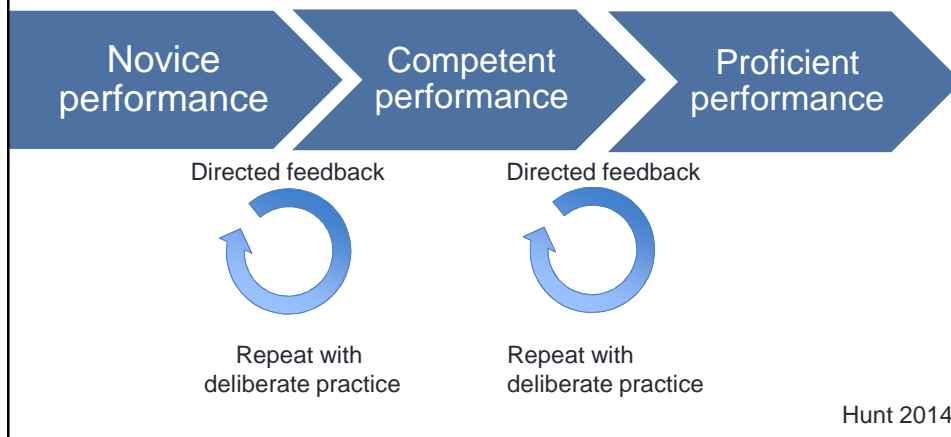 Novice
performance
Competent
performance
Proficient
performance
Directed feedback
Directed feedback
Repeat with
deliberate practice
Repeat with
deliberate practice
Hunt 2014